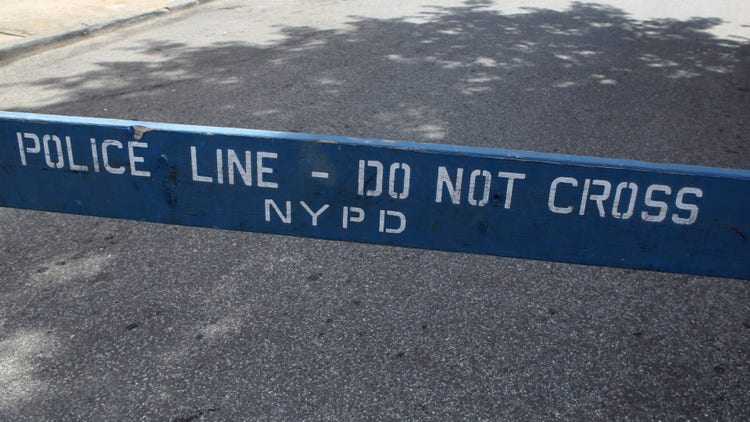 POLICE LINE - DO NOT CROSS
NYPD